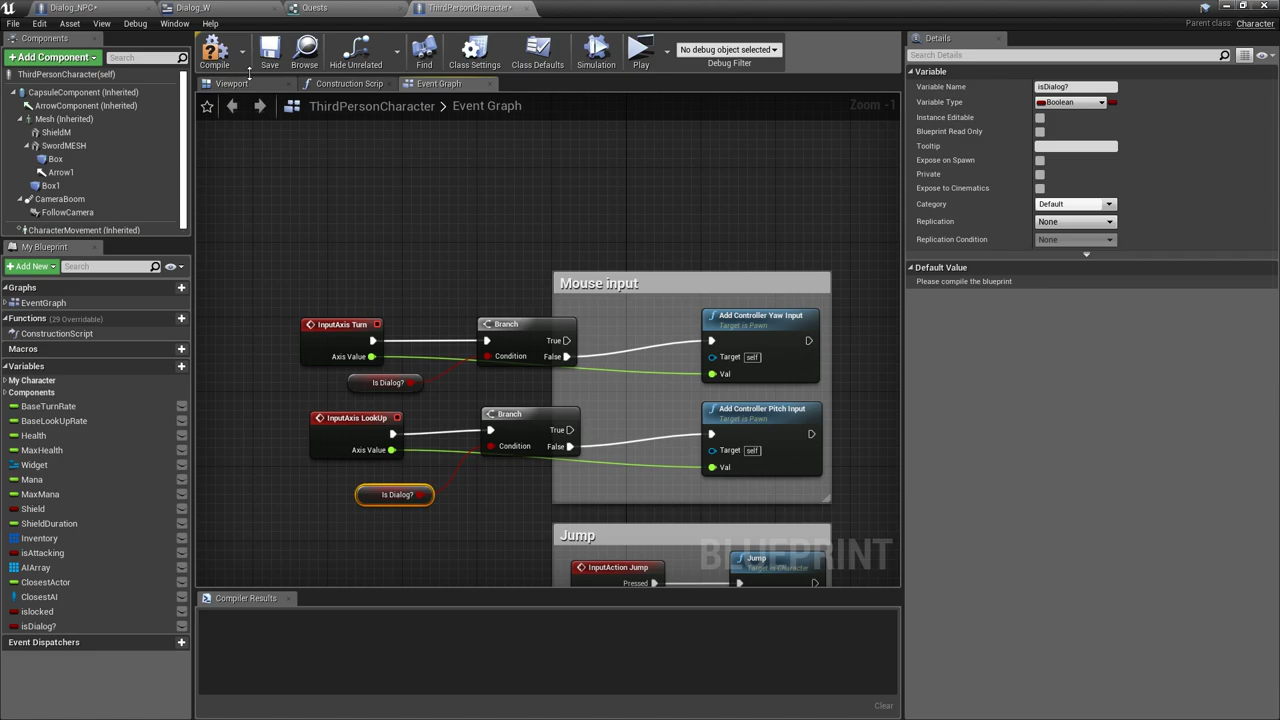 Dialog_NPC*
Dialog_W
Quests
ThirdPersonCharacter*
File Edit Asset View Debug Window Help
Parent class: Character
Components
+ Add Component
Search
ThirdPersonCharacter(self)
CapsuleComponent (Inherited)
ArrowComponent (Inherited)
Mesh (Inherited)
ShieldM
SwordMESH
Box
Arrow1
Box1
CameraBoom
FollowCamera
CharacterMovement (Inherited)
My Blueprint
+ Add New
Search
Graphs
EventGraph
Functions (29 Overridable)
ConstructionScript
Macros
Variables
My Character
Components
BaseTurnRate
BaseLookUpRate
Health
MaxHealth
Widget
Mana
MaxMana
Shield
ShieldDuration
Inventory
isAttacking
AIArray
ClosestActor
ClosestAI
islocked
isDialog?
Event Dispatchers
Compile
Save
Browse
Hide Unrelated
Find
Class Settings
Class Defaults
Simulation
Play
No debug object selected
Debug Filter
Viewport
Construction Scrip
Event Graph
ThirdPersonCharacter > Event Graph
Zoom -1
Mouse input
InputAxis Turn
Axis Value
Is Dialog?
Branch
True
Condition
False
Add Controller Yaw Input
Target is Pawn
Target self
Val
InputAxis LookUp
Axis Value
Is Dialog?
Branch
True
Condition
False
Add Controller Pitch Input
Target is Pawn
Target self
Val
Jump
InputAction Jump
Pressed
Jump
Target is Character
BLUEPRINT
Compiler Results
Clear
Details
Search Details
Variable
Variable Name isDialog?
Variable Type Boolean
Instance Editable
Blueprint Read Only
Tooltip
Expose on Spawn
Private
Expose to Cinematics
Category Default
Replication None
Replication Condition None
Default Value
Please compile the blueprint